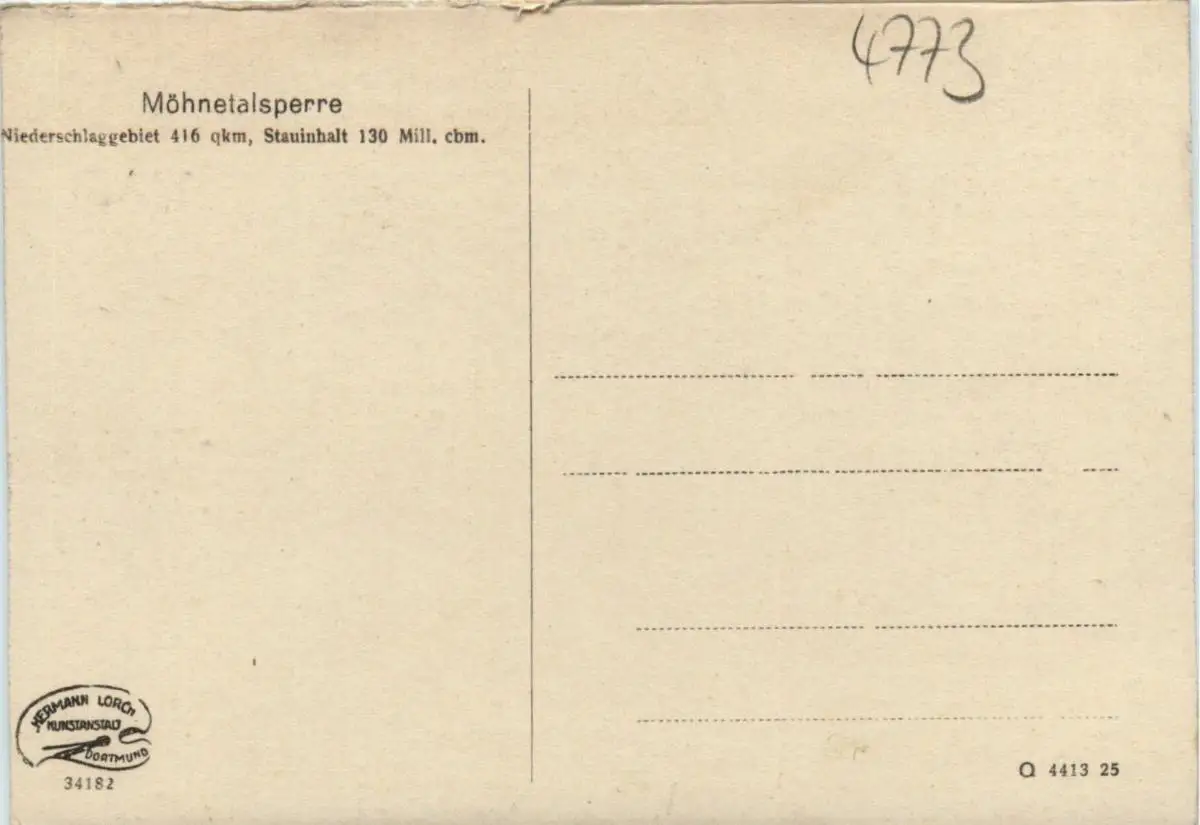 4773
Möhnetalsperre
Niederschlaggebiet 416 qkm, Stauinhalt 130 Mill. cbm.
HERMANN LORCH
KUNSTANSTALT
DORTMUND
34182
Q 4413 25